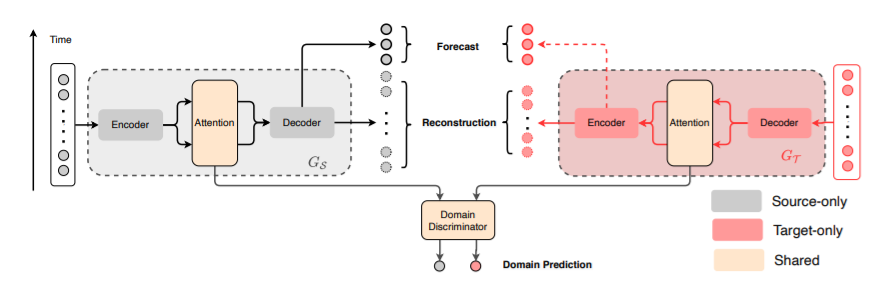 Time
Forecast
Encoder
Attention
Decoder
Reconstruction
Encoder
Attention
Decoder
G_S
G_T
Domain
Discriminator
Domain Prediction
Source-only
Target-only
Shared